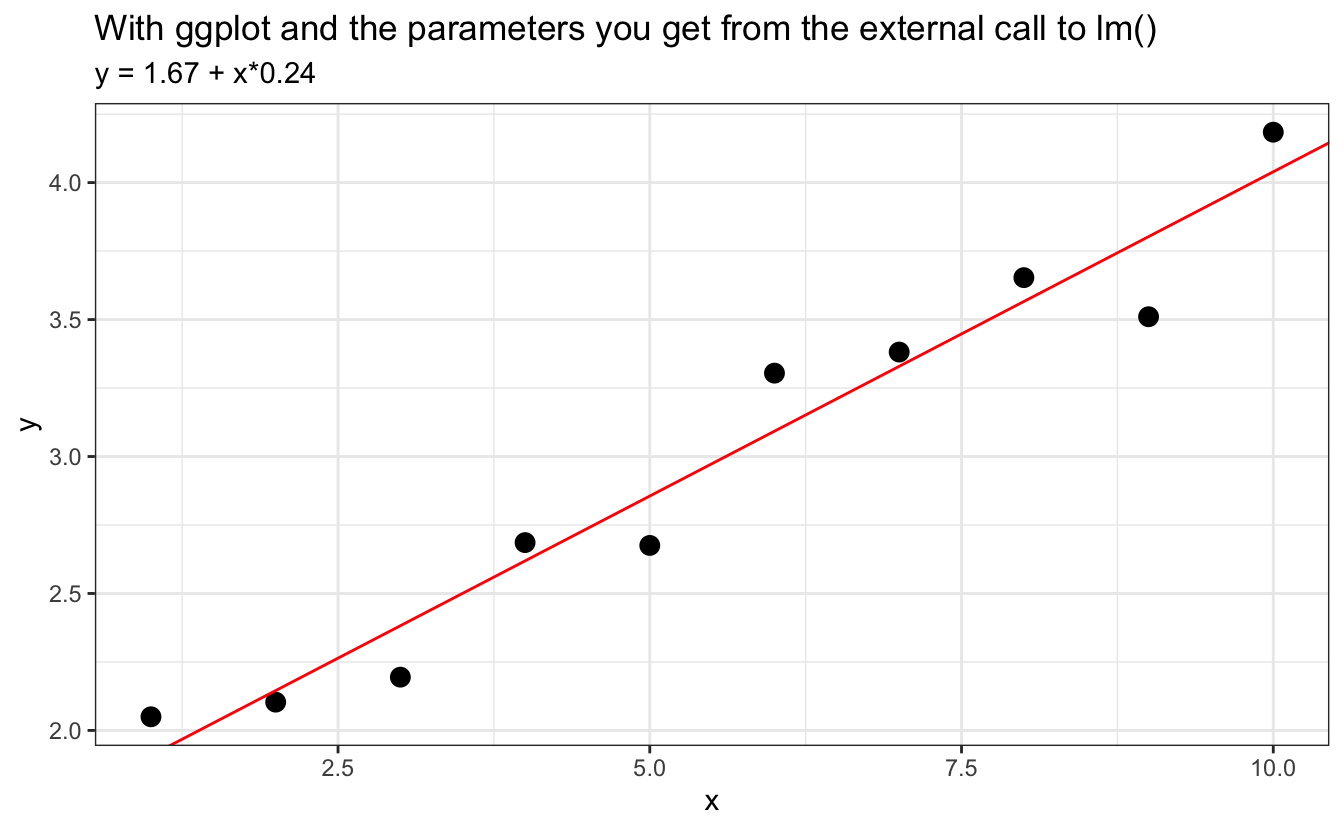 With ggplot and the parameters you get from the external call to lm()
y = 1.67 + x*0.24
4.0
3.5
3.0
2.5
2.0
y
2.5 5.0 7.5 10.0
x